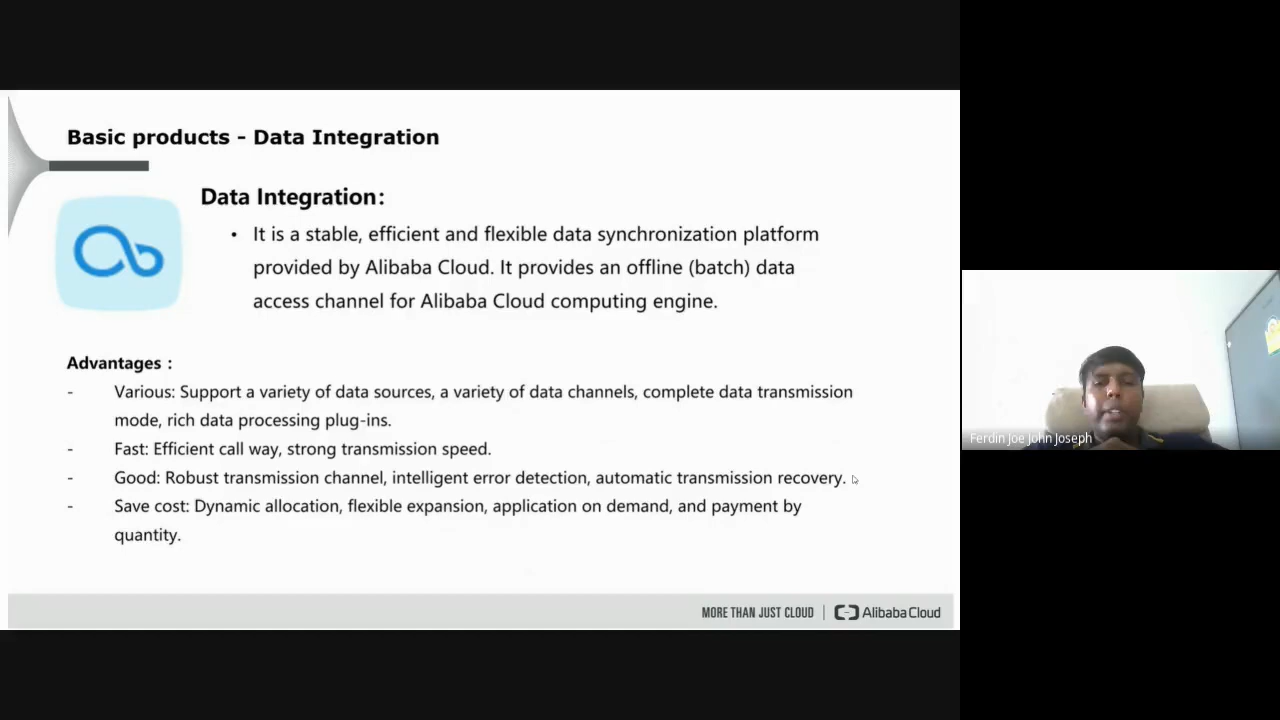 Basic products - Data Integration
Data Integration:
• It is a stable, efficient and flexible data synchronization platform
provided by Alibaba Cloud. It provides an offline (batch) data
access channel for Alibaba Cloud computing engine.
Advantages :
- Various: Support a variety of data sources, a variety of data channels, complete data transmission
mode, rich data processing plug-ins.
- Fast: Efficient call way, strong transmission speed.
- Good: Robust transmission channel, intelligent error detection, automatic transmission recovery.
- Save cost: Dynamic allocation, flexible expansion, application on demand, and payment by
quantity.
MORE THAN JUST CLOUD | Alibaba Cloud
Ferdin Joe John Joseph